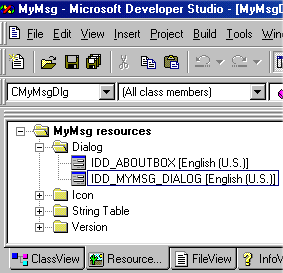 MyMsg - Microsoft Developer Studio - [MyMsgD
File Edit View Insert Project Build Tools Wind
CMyMsgDlg (All class members)
MyMsg resources
Dialog
IDD_ABOUTBOX [English (U.S.)]
IDD_MYMSG_DIALOG [English (U.S.)]
Icon
String Table
Version
ClassView Resource... FileView InfoV